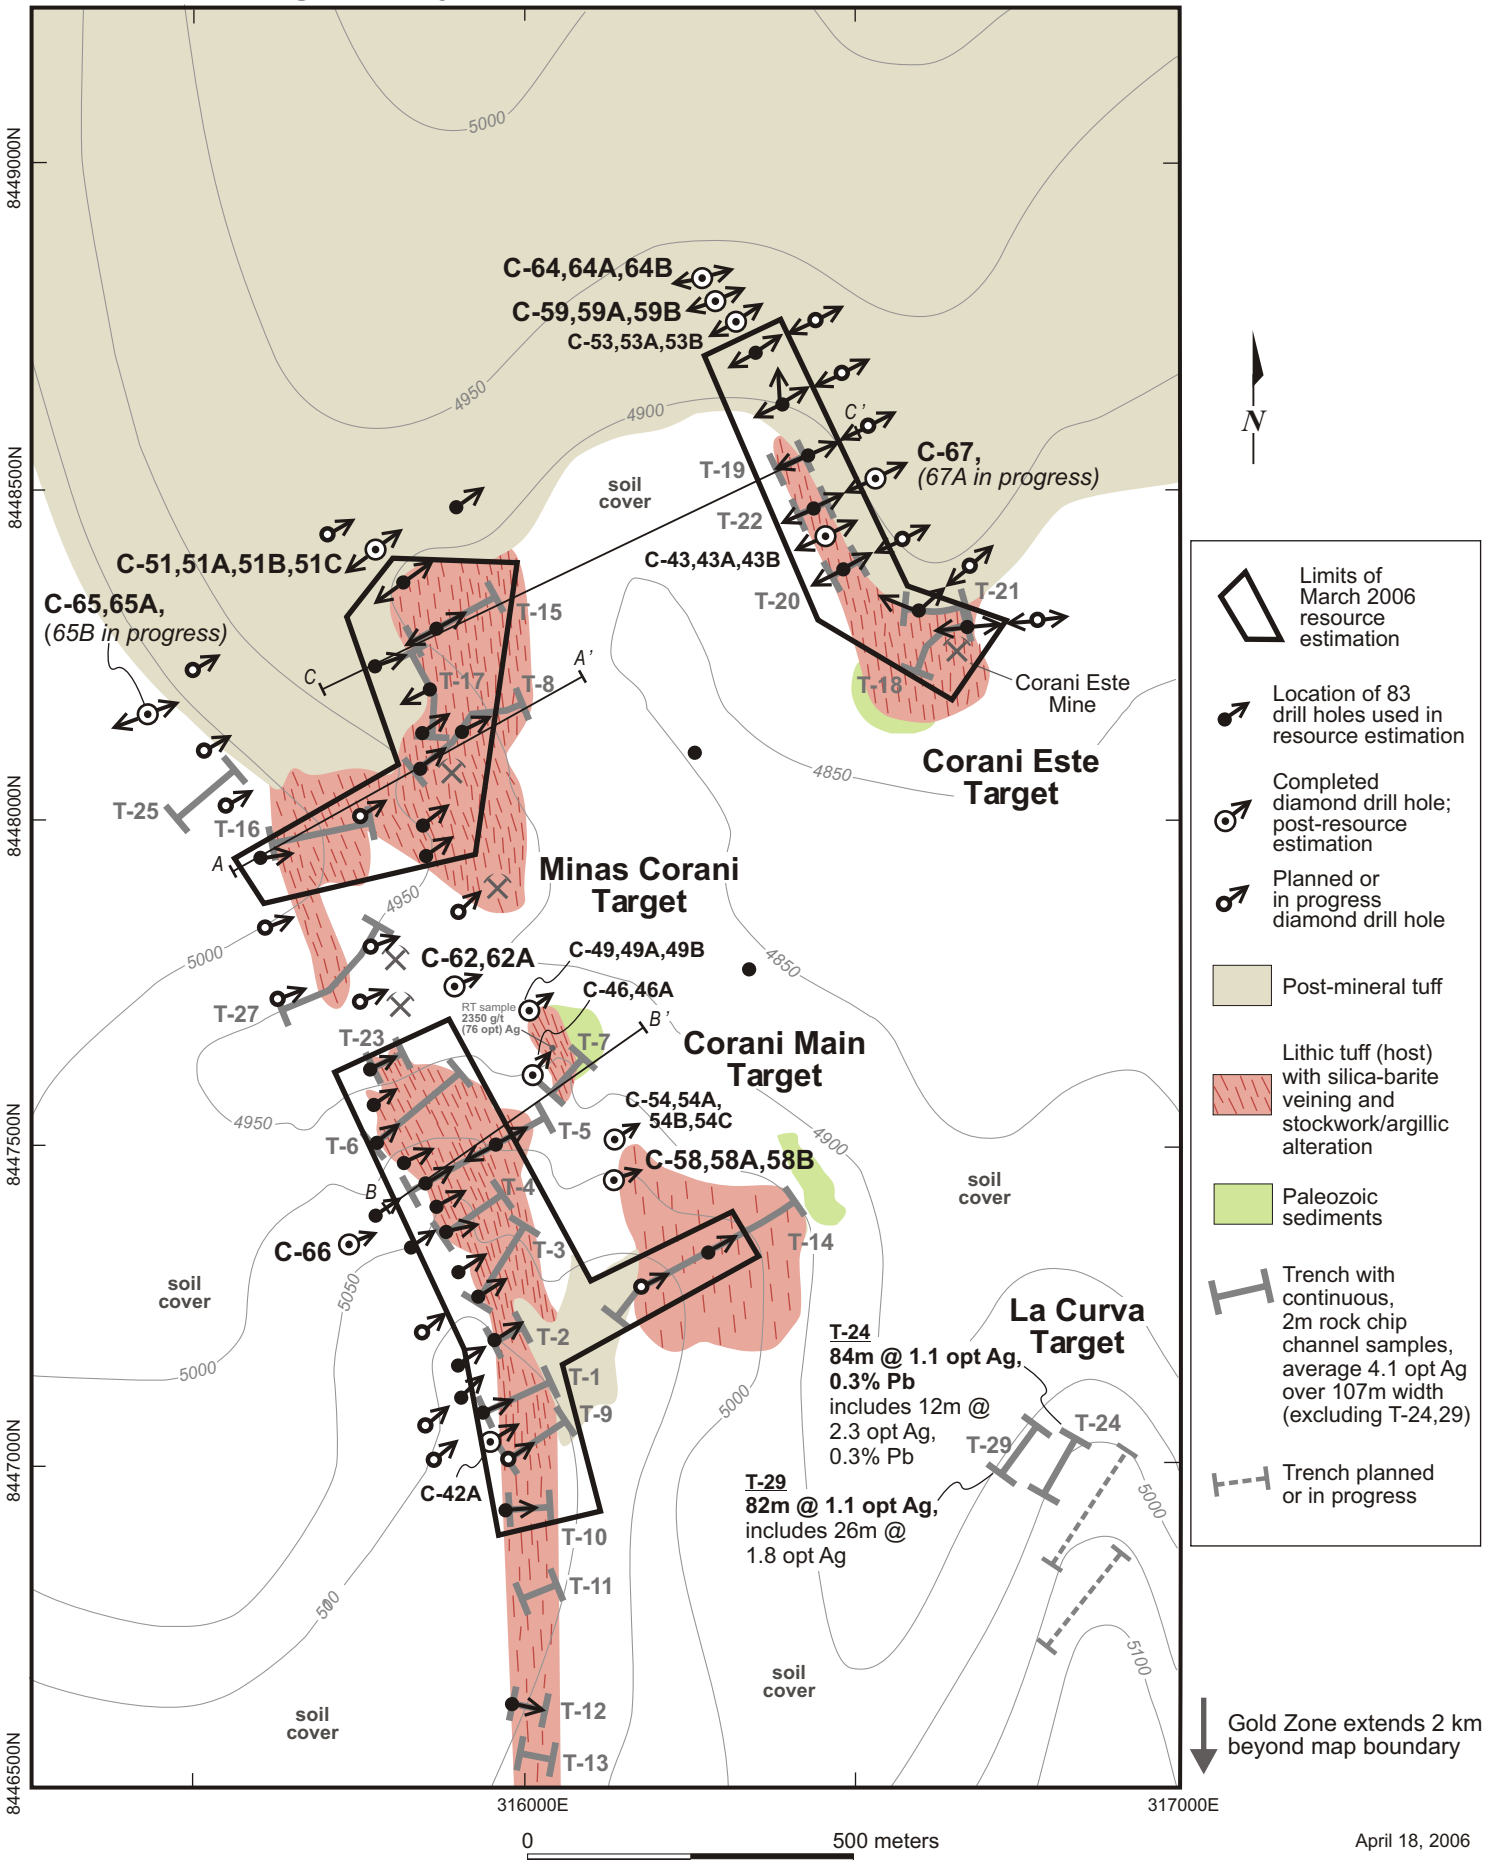 5000
8449000N
C-64,64A,64B
C-59,59A,59B
C-53,53A,53B
4950
4900
C'
C-67,
(67A in progress)
T-19
8448500N
soil
cover
T-22
C-51,51A,51B,51C
C-43,43A,43B
T-20
T-21
C-65,65A,
(65B in progress)
T-15
A'
C
T-17
T-8
T-18
Corani Este
Mine
Corani Este
Target
4850
T-25
T-16
8448000N
A
Minas Corani
Target
4950
5000
C-62,62A
C-49,49A,49B
4850
C-46,46A
RT sample
2350 g/t
(76 opt) Ag
B'
T-27
T-23
T-7
Corani Main
Target
4950
C-54,54A,
54B,54C
T-5
T-6
8447500N
4900
C-58,58A,58B
soil
cover
B
T-4
T-14
C-66
T-3
soil
cover
5050
La Curva
Target
T-2
T-24
84m @ 1.1 opt Ag,
0.3% Pb
includes 12m @
2.3 opt Ag,
0.3% Pb
5000
T-1
T-9
5000
T-24
T-29
8447000N
C-42A
T-29
82m @ 1.1 opt Ag,
includes 26m @
1.8 opt Ag
5000
T-10
T-11
5100
soil
cover
soil
cover
T-12
T-13
8446500N
316000E
317000E
0
500 meters
April 18, 2006
N
Limits of
March 2006
resource
estimation
Location of 83
drill holes used in
resource estimation
Completed
diamond drill hole;
post-resource
estimation
Planned or
in progress
diamond drill hole
Post-mineral tuff
Lithic tuff (host)
with silica-barite
veining and
stockwork/argillic
alteration
Paleozoic
sediments
Trench with
continuous,
2m rock chip
channel samples,
average 4.1 opt Ag
over 107m width
(excluding T-24,29)
Trench planned
or in progress
Gold Zone extends 2 km
beyond map boundary